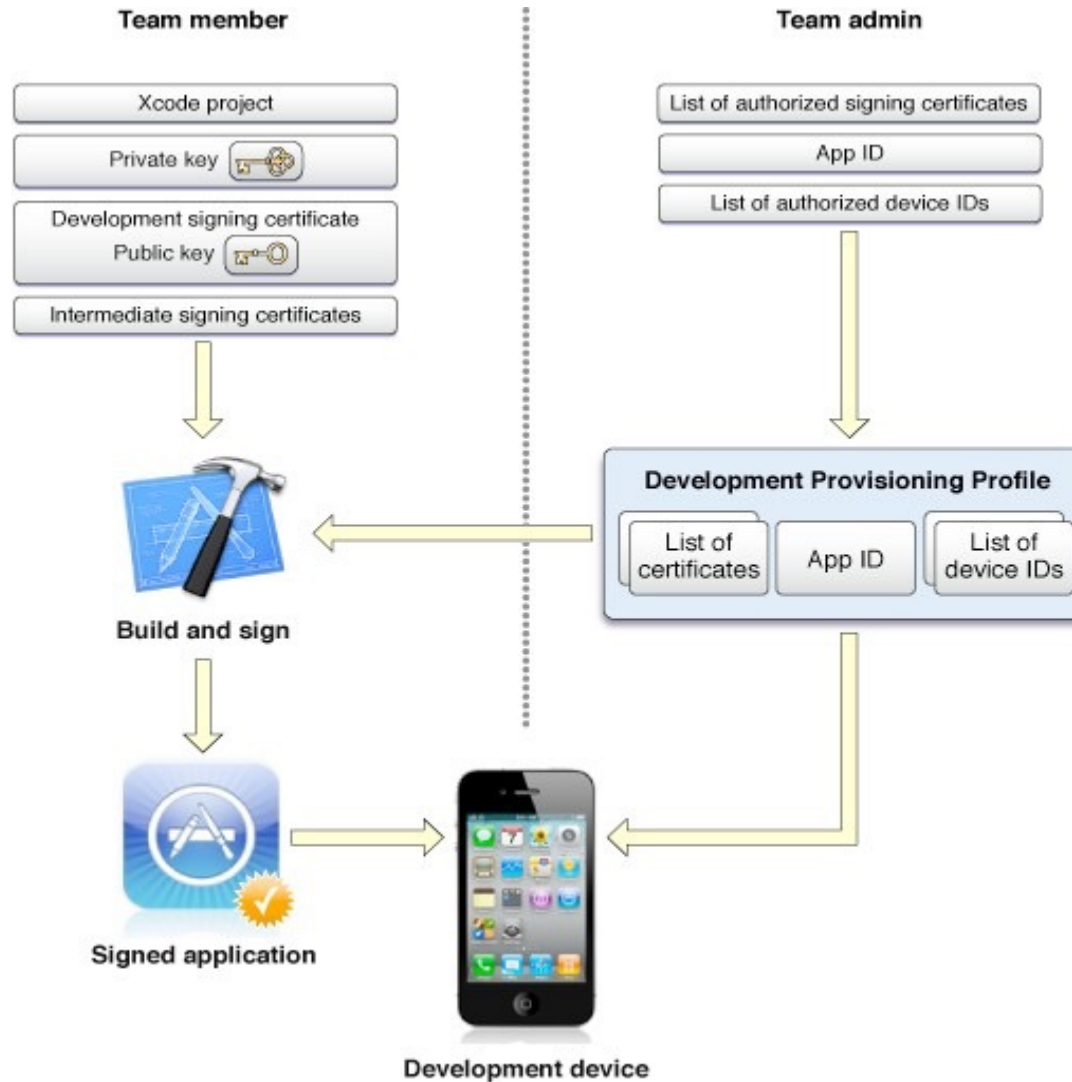 Team member
Team admin
Xcode project
Private key
Development signing certificate
Public key
Intermediate signing certificates
List of authorized signing certificates
App ID
List of authorized device IDs
Development Provisioning Profile
List of
certificates
App ID
List of
device IDs
Build and sign
7
Signed application
Development device